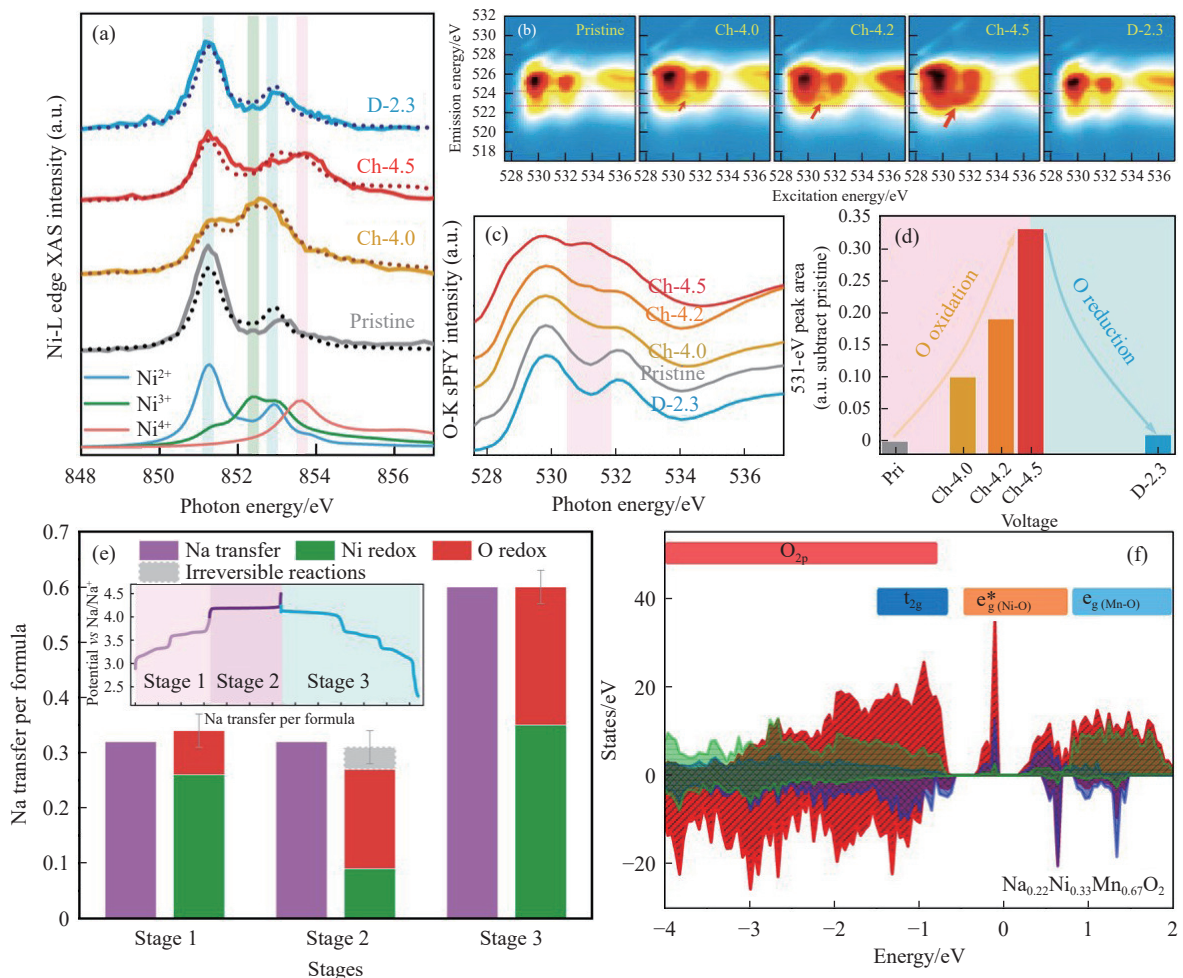 (a)
Ni-L edge XAS intensity (a.u.)
D-2.3
Ch-4.5
Ch-4.0
Pristine
Ni²⁺
Ni³⁺
Ni⁴⁺
848 850 852 854 856
Photon energy/eV
(b)
Pristine
Ch-4.0
Ch-4.2
Ch-4.5
D-2.3
Emission energy/eV
532
530
528
526
524
522
520
518
528 530 532 534 536
528 530 532 534 536
528 530 532 534 536
528 530 532 534 536
528 530 532 534 536
Excitation energy/eV
(c)
O-K sPFY intensity (a.u.)
Ch-4.5
Ch-4.2
Ch-4.0
Pristine
D-2.3
528 530 532 534 536
Photon energy/eV
(d)
531-eV peak area
(a.u. subtract pristine)
0.35
0.30
0.25
0.20
0.15
0.10
0.05
0
O oxidation
O reduction
Pri
Ch-4.0
Ch-4.2
Ch-4.5
D-2.3
Voltage
(e)
Na transfer per formula
0.7
0.6
0.5
0.4
0.3
0.2
0.1
0
Na transfer
Ni redox
O redox
Irreversible reactions
Potential vs Na/Na⁺
4.5
4.0
3.5
3.0
2.5
Stage 1
Stage 2
Stage 3
Na transfer per formula
Stage 1
Stage 2
Stage 3
Stages
(f)
O₂ₚ
t₂g
e*g (Ni-O)
eg (Mn-O)
States/eV
40
20
0
−20
Na₀.₂₂Ni₀.₃₃Mn₀.₆₇O₂
−4 −3 −2 −1 0 1 2
Energy/eV